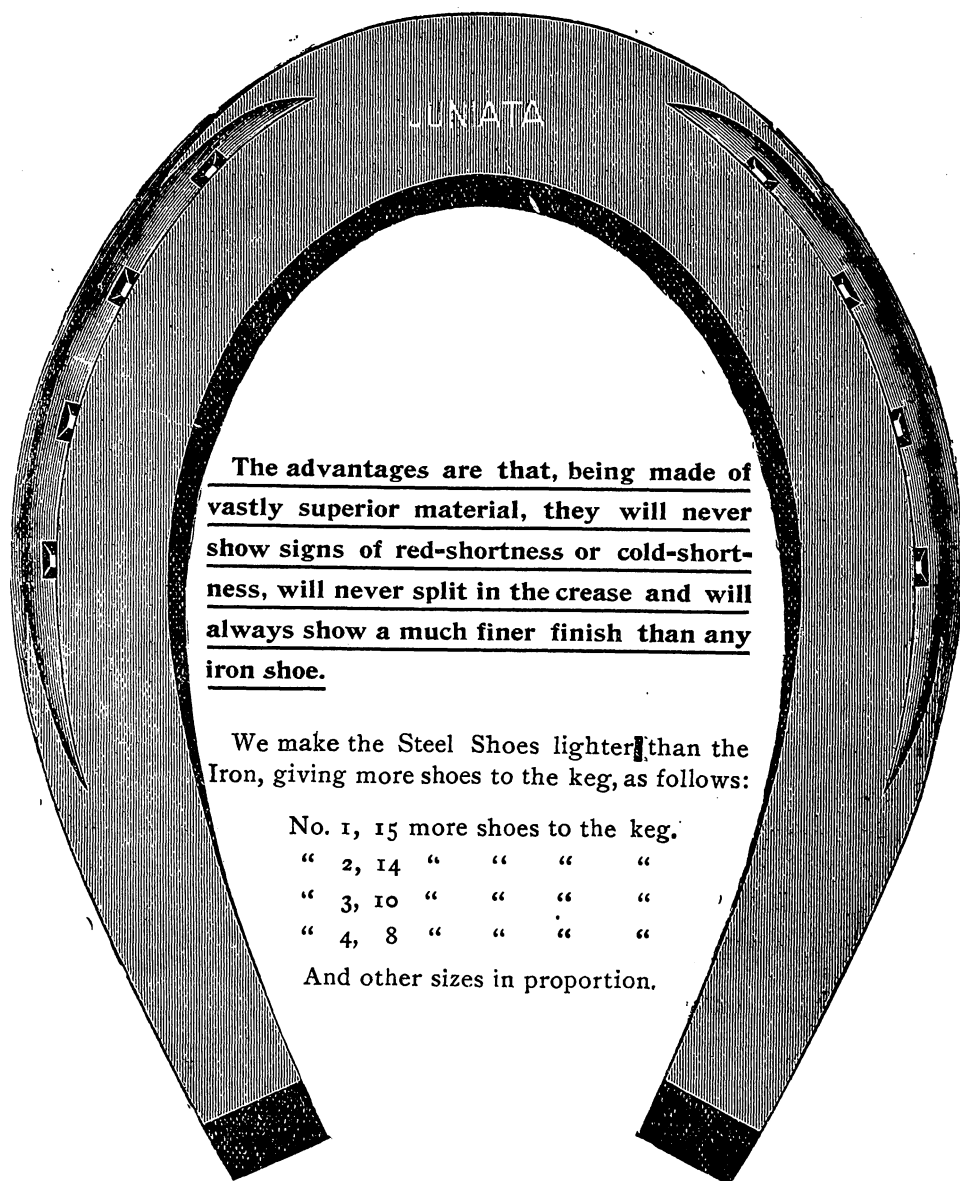 JUNIATA
The advantages are that, being made of
vastly superior material, they will never
show signs of red-shortness or cold-short-
ness, will never split in the crease and will
always show a much finer finish than any
iron shoe.
We make the Steel Shoes lighter than the
Iron, giving more shoes to the keg, as follows:
No. 1, 15 more shoes to the keg.
“ 2, 14 “ “ “ “
“ 3, 10 “ “ “ “
“ 4, 8 “ “ “ “
And other sizes in proportion.